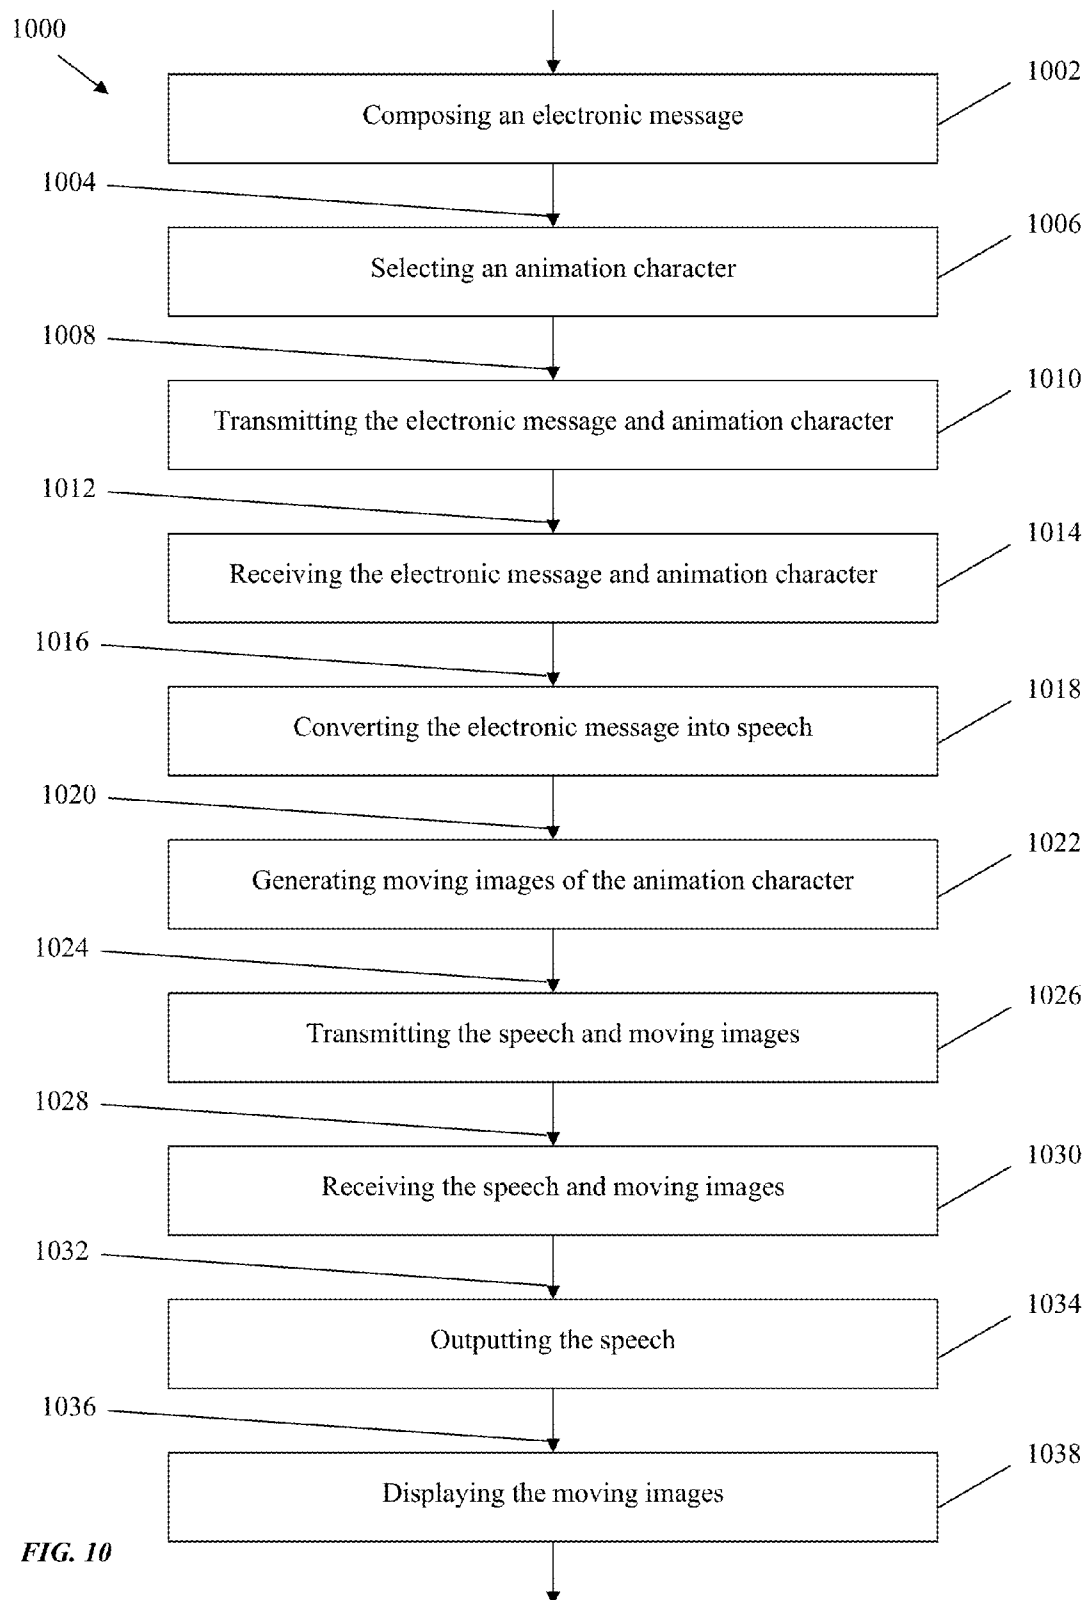 1000
1002
Composing an electronic message
1004
1006
Selecting an animation character
1008
1010
Transmitting the electronic message and animation character
1012
1014
Receiving the electronic message and animation character
1016
1018
Converting the electronic message into speech
1020
1022
Generating moving images of the animation character
1024
1026
Transmitting the speech and moving images
1028
1030
Receiving the speech and moving images
1032
1034
Outputting the speech
1036
1038
Displaying the moving images
FIG. 10